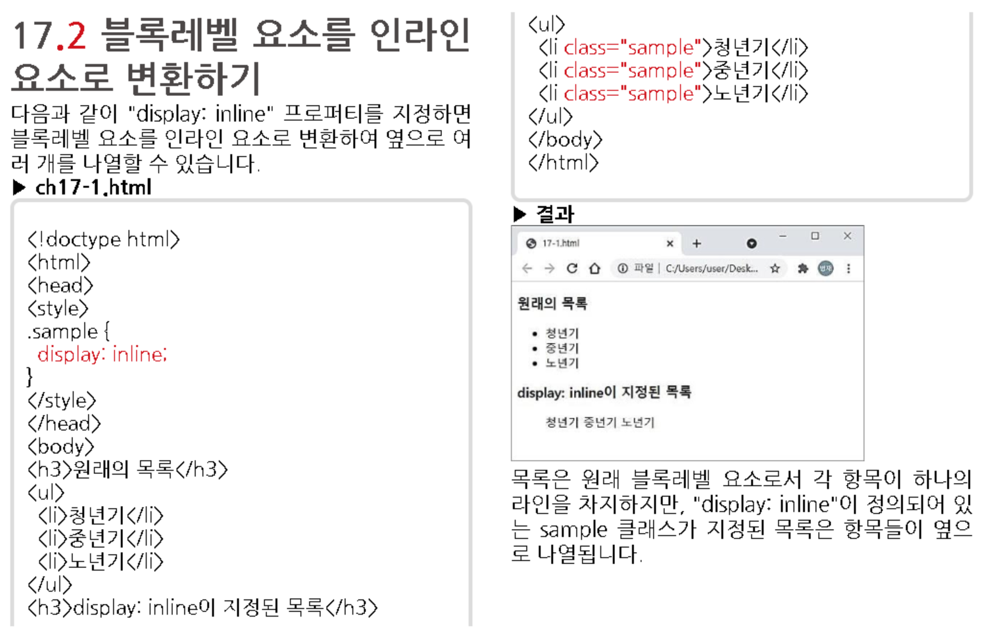 17.2 블록레벨 요소를 인라인
요소로 변환하기
다음과 같이 "display: inline" 프로퍼티를 지정하면
블록레벨 요소를 인라인 요소로 변환하여 옆으로 여
러 개를 나열할 수 있습니다.
▶ ch17-1.html
<!doctype html>
<html>
<head>
<style>
.sample {
display: inline;
}
</style>
</head>
<body>
<h3>원래의 목록</h3>
<ul>
<li>청년기</li>
<li>중년기</li>
<li>노년기</li>
</ul>
<h3>display: inline이 지정된 목록</h3>
<ul>
<li class="sample">청년기</li>
<li class="sample">중년기</li>
<li class="sample">노년기</li>
</ul>
</body>
</html>
▶ 결과
17-1.html
파일 | C:/Users/user/Desk...
원래의 목록
• 청년기
• 중년기
• 노년기
display: inline이 지정된 목록
청년기 중년기 노년기
목록은 원래 블록레벨 요소로서 각 항목이 하나의
라인을 차지하지만, "display: inline"이 정의되어 있
는 sample 클래스가 지정된 목록은 항목들이 옆으
로 나열됩니다.